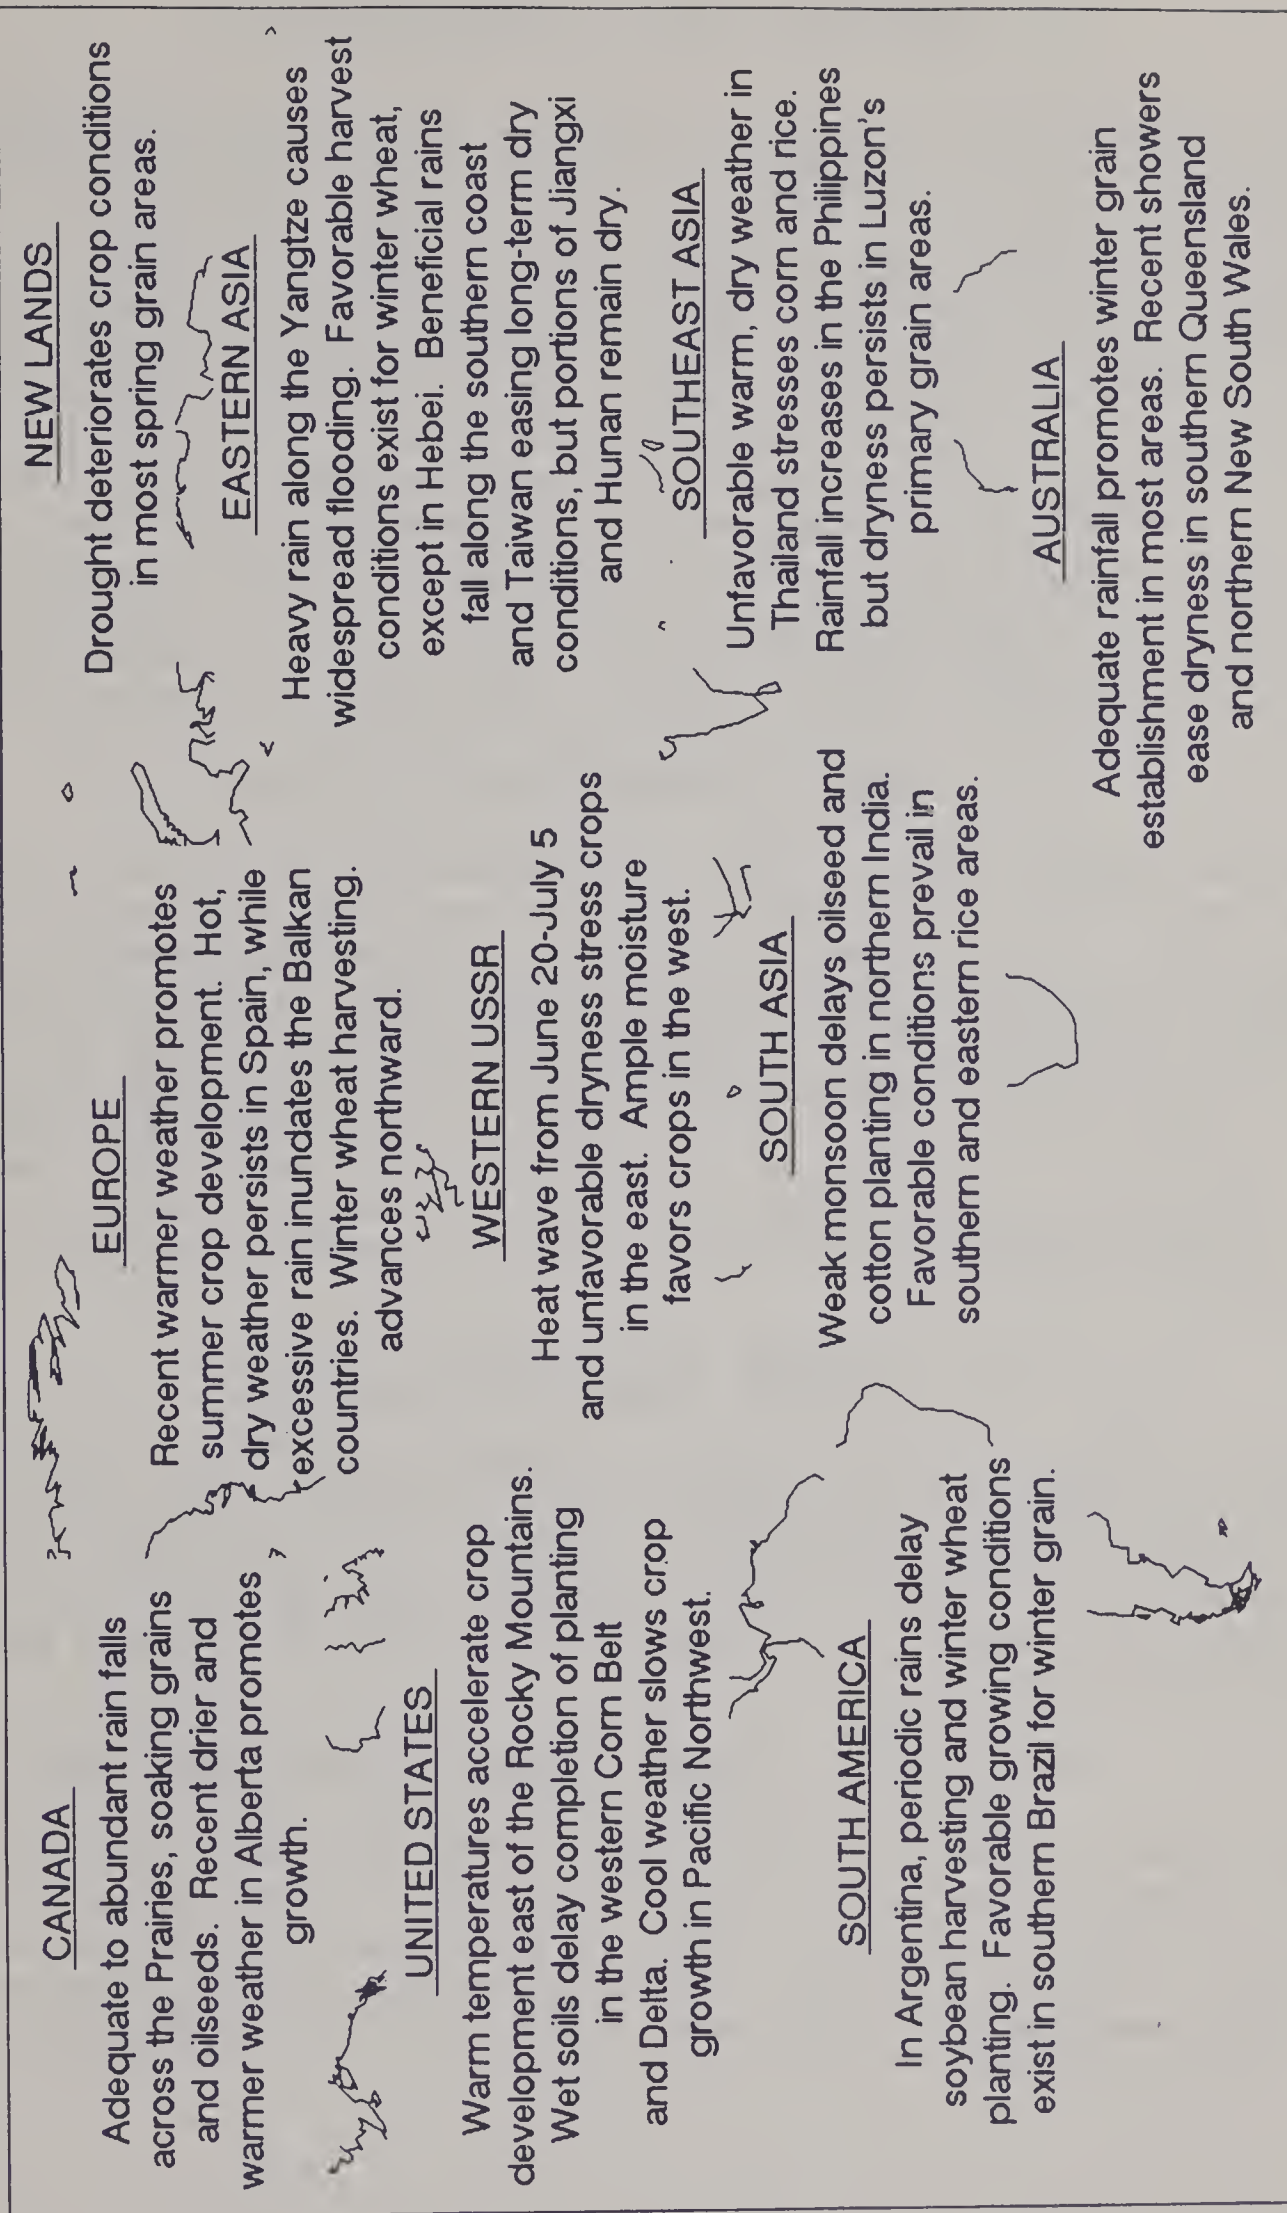 CANADA
Adequate to abundant rain falls
across the Prairies, soaking grains
and oilseeds. Recent drier and
warmer weather in Alberta promotes
growth.
UNITED STATES
Warm temperatures accelerate crop
development east of the Rocky Mountains.
Wet soils delay completion of planting
in the western Corn Belt
and Delta. Cool weather slows crop
growth in Pacific Northwest.
SOUTH AMERICA
In Argentina, periodic rains delay
soybean harvesting and winter wheat
planting. Favorable growing conditions
exist in southern Brazil for winter grain.
EUROPE
Recent warmer weather promotes
summer crop development. Hot,
dry weather persists in Spain, while
excessive rain inundates the Balkan
countries. Winter wheat harvesting.
advances northward.
WESTERN USSR
Heat wave from June 20-July 5
and unfavorable dryness stress crops
in the east. Ample moisture
favors crops in the west.
SOUTH ASIA
Weak monsoon delays oilseed and
cotton planting in northern India.
Favorable conditions prevail in
southern and eastern rice areas.
NEW LANDS
Drought deteriorates crop conditions
in most spring grain areas.
EASTERN ASIA
Heavy rain along the Yangtze causes
widespread flooding. Favorable harvest
conditions exist for winter wheat,
except in Hebei. Beneficial rains
fall along the southern coast
and Taiwan easing long-term dry
conditions, but portions of Jiangxi
and Hunan remain dry.
SOUTHEAST ASIA
Unfavorable warm, dry weather in
Thailand stresses corn and rice.
Rainfall increases in the Philippines
but dryness persists in Luzon's
primary grain areas.
AUSTRALIA
Adequate rainfall promotes winter grain
establishment in most areas. Recent showers
ease dryness in southern Queensland
and northern New South Wales.